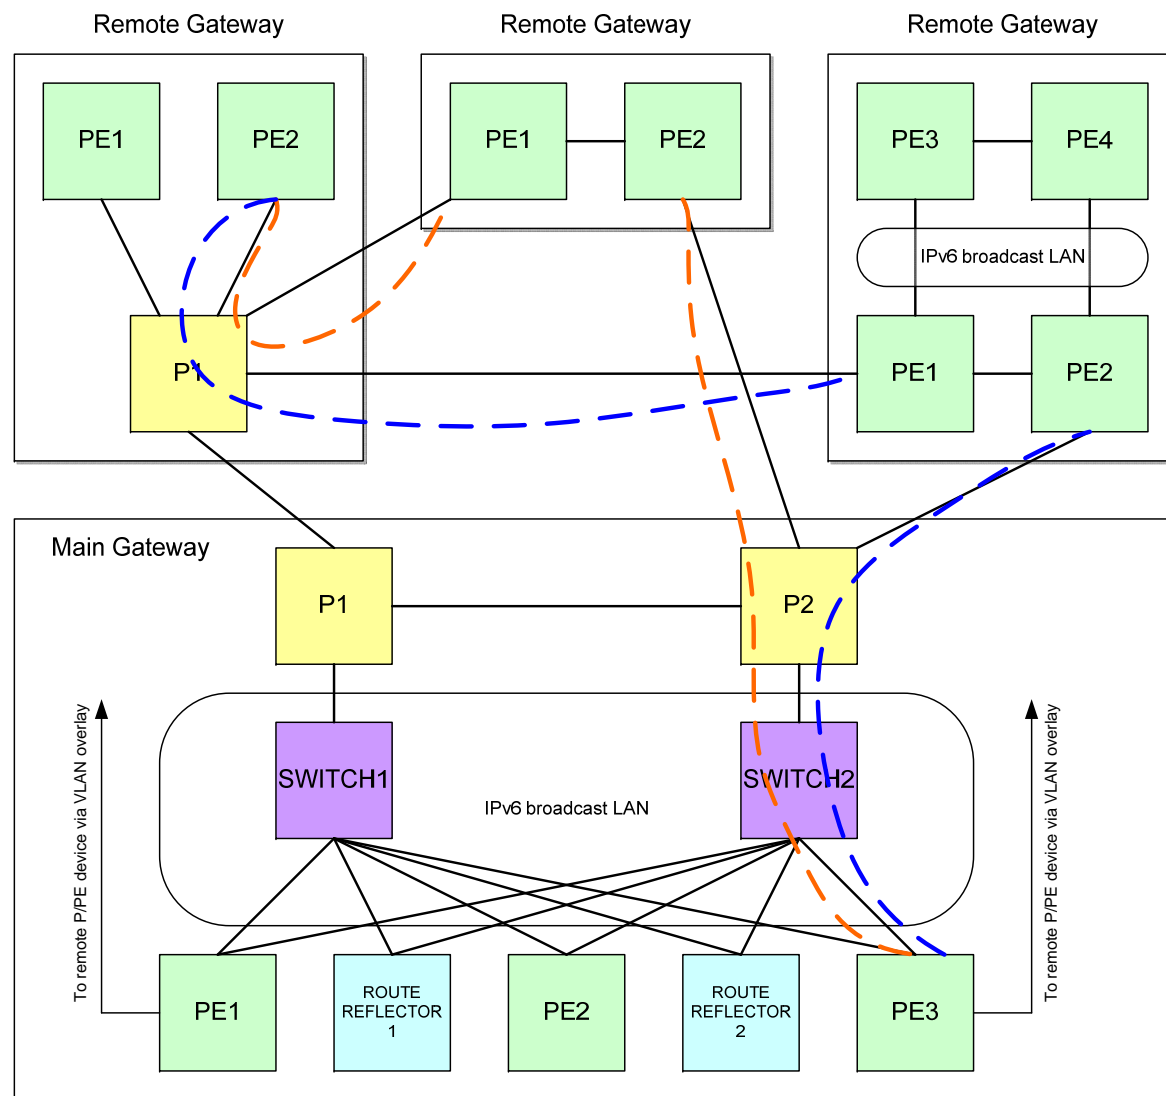 Remote Gateway
Remote Gateway
Remote Gateway
PE1
PE2
PE1
PE2
PE3
PE4
IPv6 broadcast LAN
P1
PE1
PE2
Main Gateway
P1
P2
To remote P/PE device via VLAN overlay
SWITCH1
SWITCH2
IPv6 broadcast LAN
To remote P/PE device via VLAN overlay
PE1
ROUTE
REFLECTOR
1
PE2
ROUTE
REFLECTOR
2
PE3